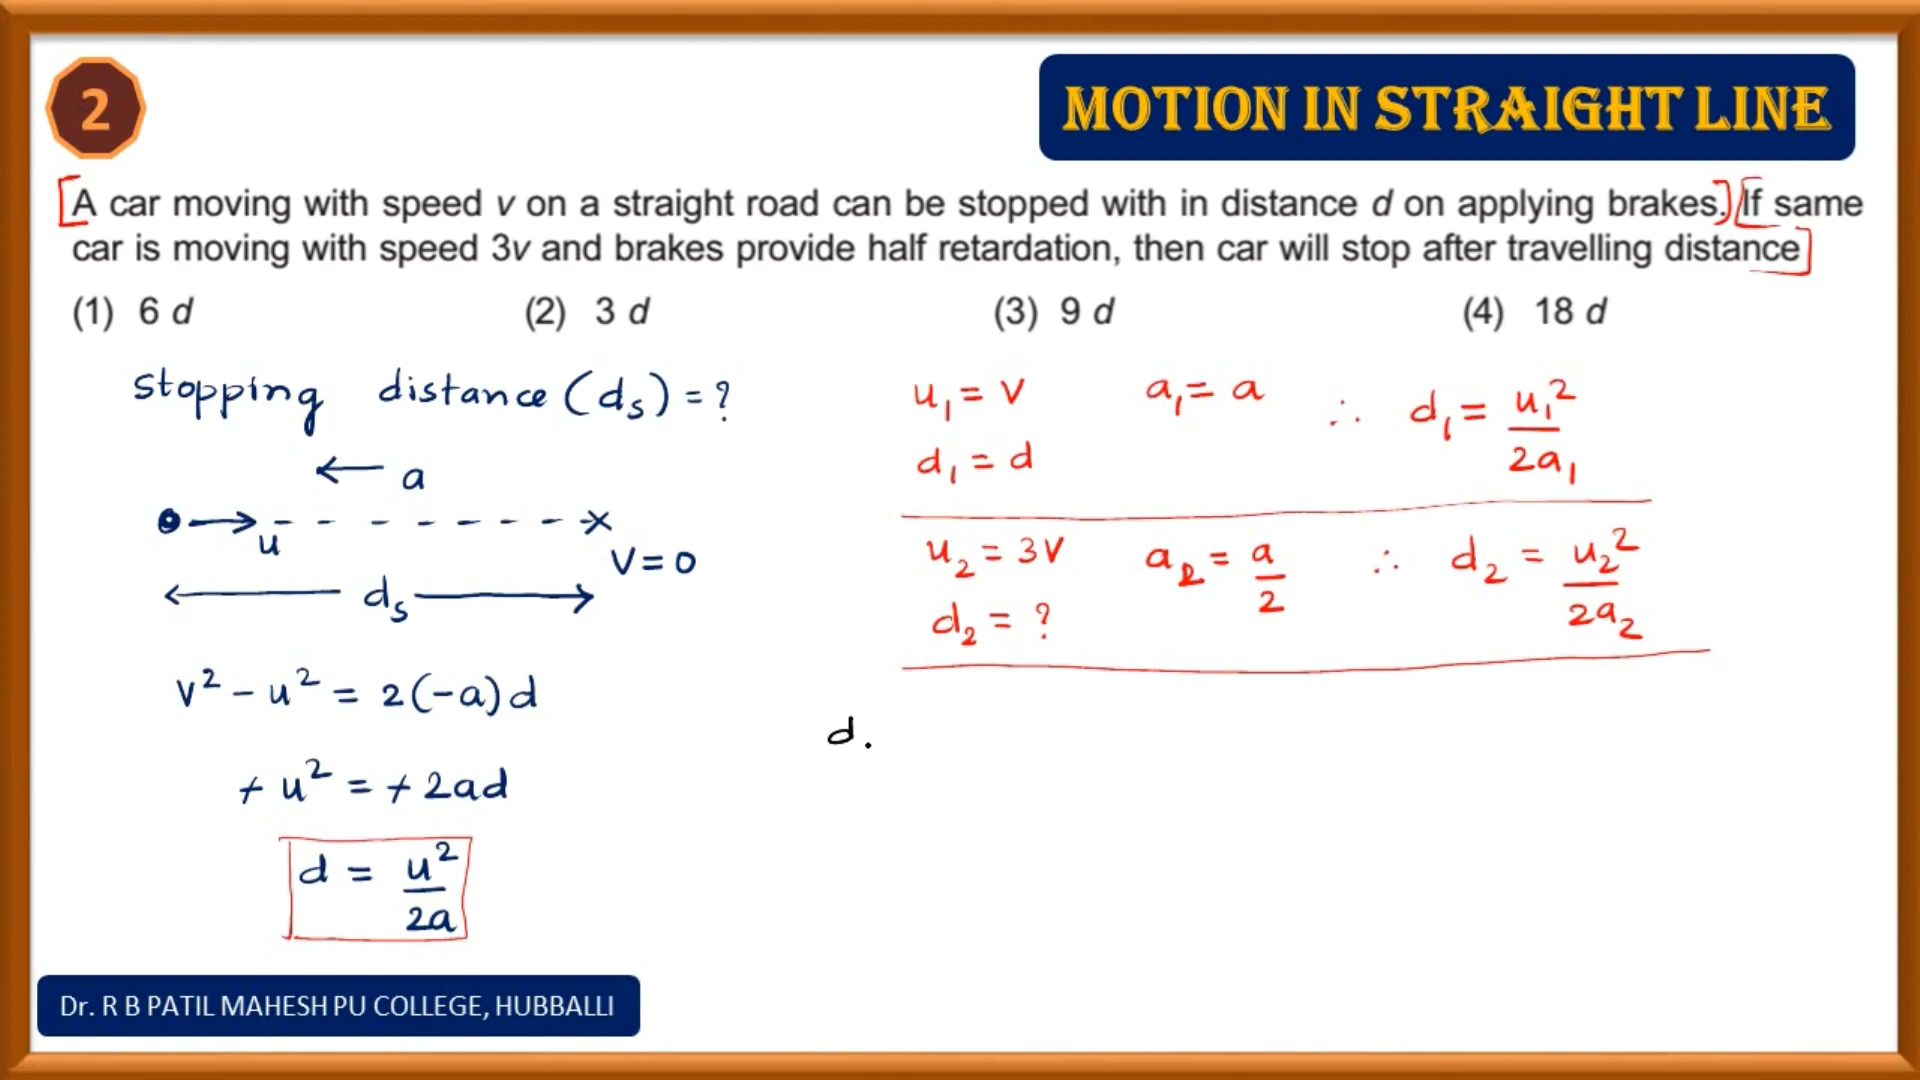 2
MOTION IN STRAIGHT LINE
A car moving with speed v on a straight road can be stopped with in distance d on applying brakes. If same
car is moving with speed 3v and brakes provide half retardation, then car will stop after travelling distance
(1) 6 d (2) 3 d (3) 9 d (4) 18 d
Stopping distance (dₛ) = ?
← a
u
V = 0
dₛ
v² − u² = 2(−a)d
+ u² = + 2ad
d = u²/2a
u₁ = v a₁ = a ∴ d₁ = u₁²/2a₁
d₁ = d
u₂ = 3v a₂ = a/2 ∴ d₂ = u₂²/2a₂
d₂ = ?
d.
Dr. R B PATIL MAHESH PU COLLEGE, HUBBALLI